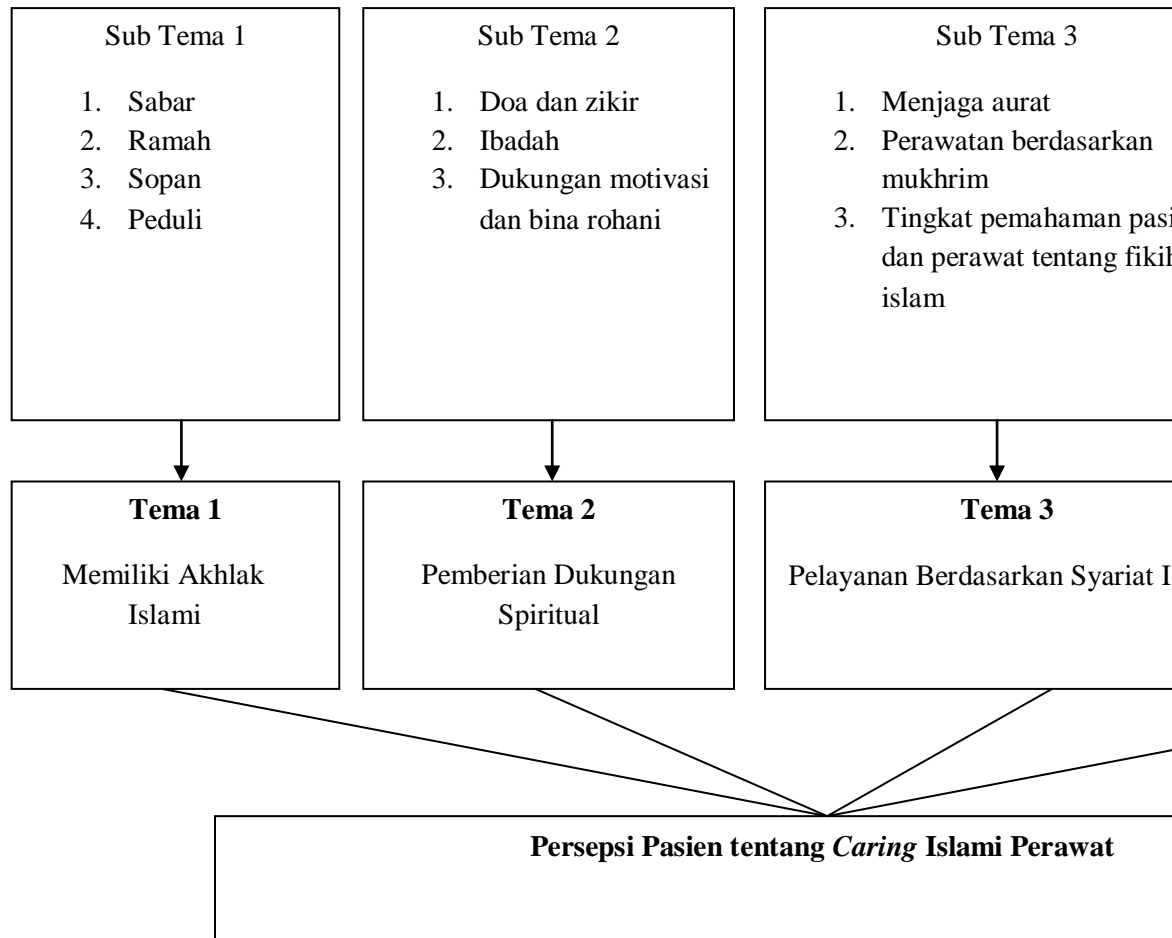 Sub Tema 1
1. Sabar
2. Ramah
3. Sopan
4. Peduli
Sub Tema 2
1. Doa dan zikir
2. Ibadah
3. Dukungan motivasi
dan bina rohani
Sub Tema 3
1. Menjaga aurat
2. Perawatan berdasarkan
mukhrim
3. Tingkat pemahaman
dan perawat tentang
islam
Tema 1
Memiliki Akhlak
Islami
Tema 2
Pemberian Dukungan
Spiritual
Tema 3
Pelayanan Berdasarkan Syariat
Persepsi Pasien tentang Caring Islami Perawat